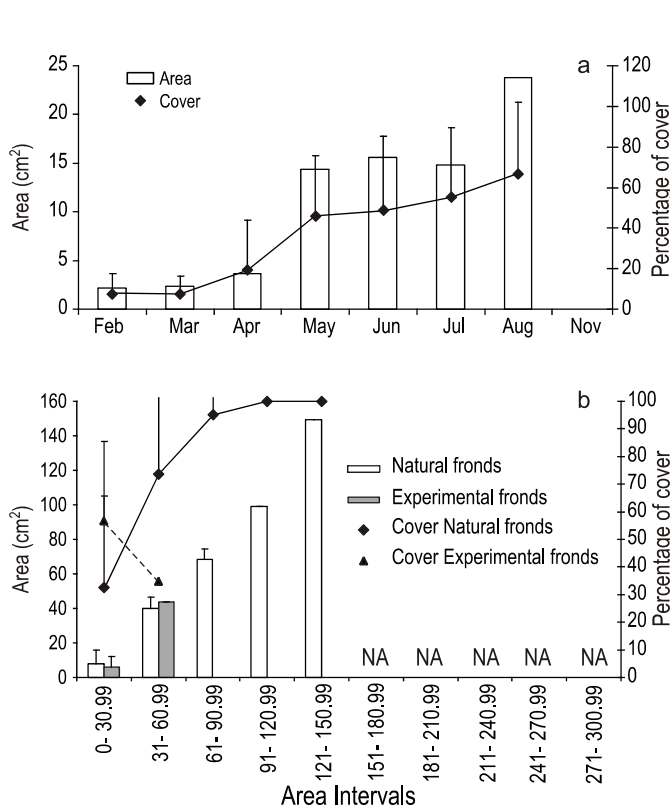 a
Area
Cover
Area (cm²)
25
20
15
10
5
0
Percentage of cover
120
100
80
60
40
20
0
Feb Mar Apr May Jun Jul Aug Nov
b
Natural fronds
Experimental fronds
Cover Natural fronds
Cover Experimental fronds
Area (cm²)
160
140
120
100
80
60
40
20
0
Percentage of cover
100
90
80
70
60
50
40
30
20
10
0
NA NA NA NA NA
0- 30.99
31- 60.99
61- 90.99
91- 120.99
121- 150.99
151- 180.99
181- 210.99
211- 240.99
241- 270.99
271- 300.99
Area Intervals